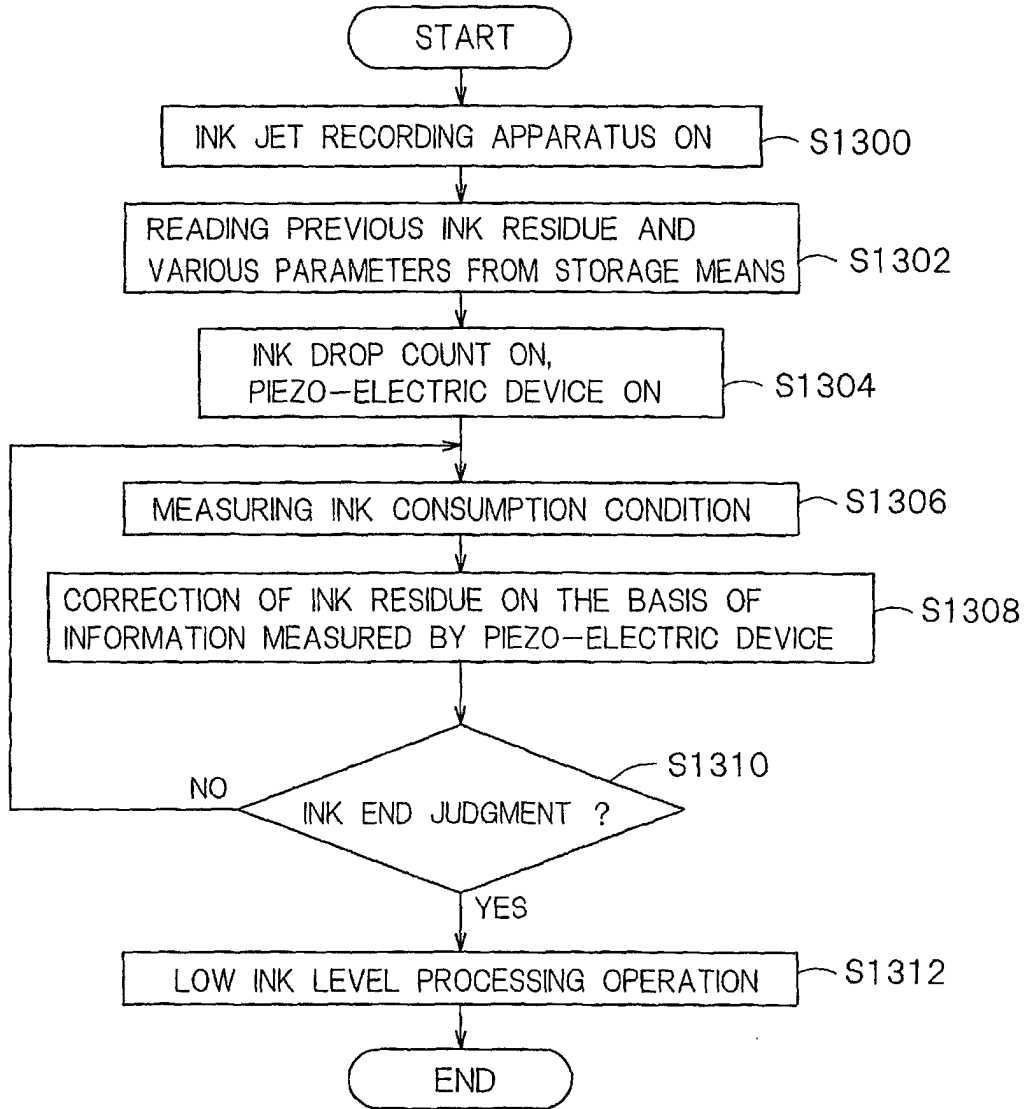 START
INK JET RECORDING APPARATUS ON
S1300
READING PREVIOUS INK RESIDUE AND
VARIOUS PARAMETERS FROM STORAGE MEANS
S1302
INK DROP COUNT ON,
PIEZO-ELECTRIC DEVICE ON
S1304
MEASURING INK CONSUMPTION CONDITION
S1306
CORRECTION OF INK RESIDUE ON THE BASIS OF
INFORMATION MEASURED BY PIEZO-ELECTRIC DEVICE
S1308
S1310
NO
INK END JUDGMENT ?
YES
LOW INK LEVEL PROCESSING OPERATION
S1312
END